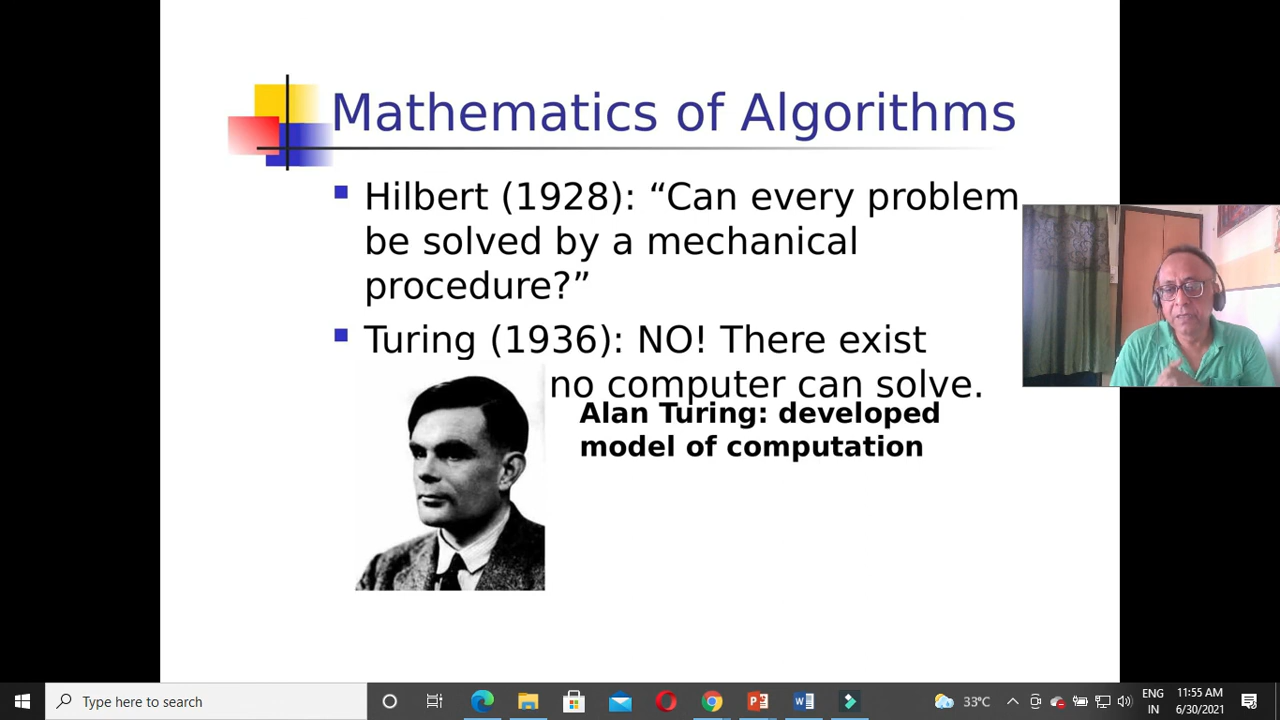 Mathematics of Algorithms
Hilbert (1928): “Can every problem
be solved by a mechanical
procedure?”
Turing (1936): NO! There exist
no computer can solve.
Alan Turing: developed
model of computation
Type here to search
33°C
ENG
IN
11:55 AM
6/30/2021